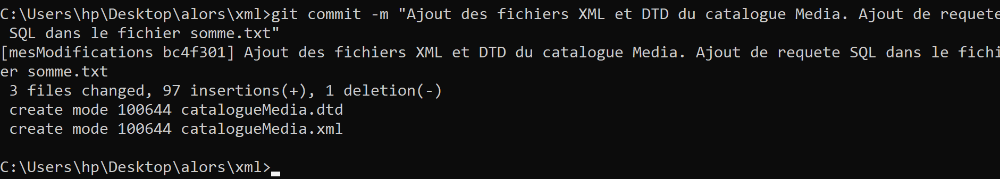 C:\Users\hp\Desktop\alors\xml>git commit -m "Ajout des fichiers XML et DTD du catalogue Media. Ajout de requete
SQL dans le fichier somme.txt"
[mesModifications bc4f301] Ajout des fichiers XML et DTD du catalogue Media. Ajout de requete SQL dans le fichi
er somme.txt
3 files changed, 97 insertions(+), 1 deletion(-)
create mode 100644 catalogueMedia.dtd
create mode 100644 catalogueMedia.xml
C:\Users\hp\Desktop\alors\xml>